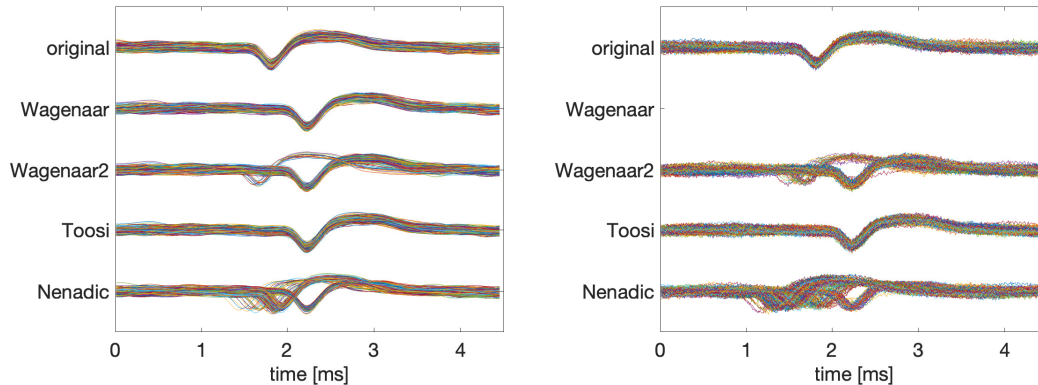 original
Wagenaar
Wagenaar2
Toosi
Nenadic
0 1 2 3 4
time [ms]
original
Wagenaar
Wagenaar2
Toosi
Nenadic
0 1 2 3 4
time [ms]